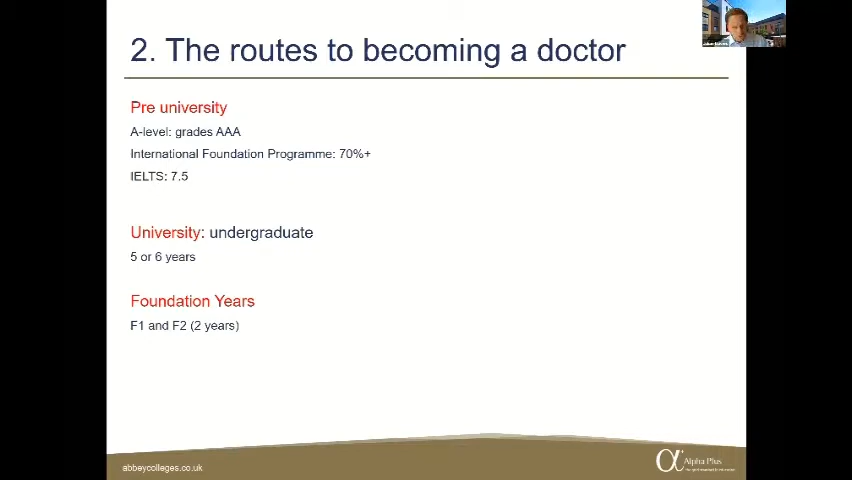 2. The routes to becoming a doctor
Pre university
A-level: grades AAA
International Foundation Programme: 70%+
IELTS: 7.5
University: undergraduate
5 or 6 years
Foundation Years
F1 and F2 (2 years)
abbeycolleges.co.uk
Alpha Plus